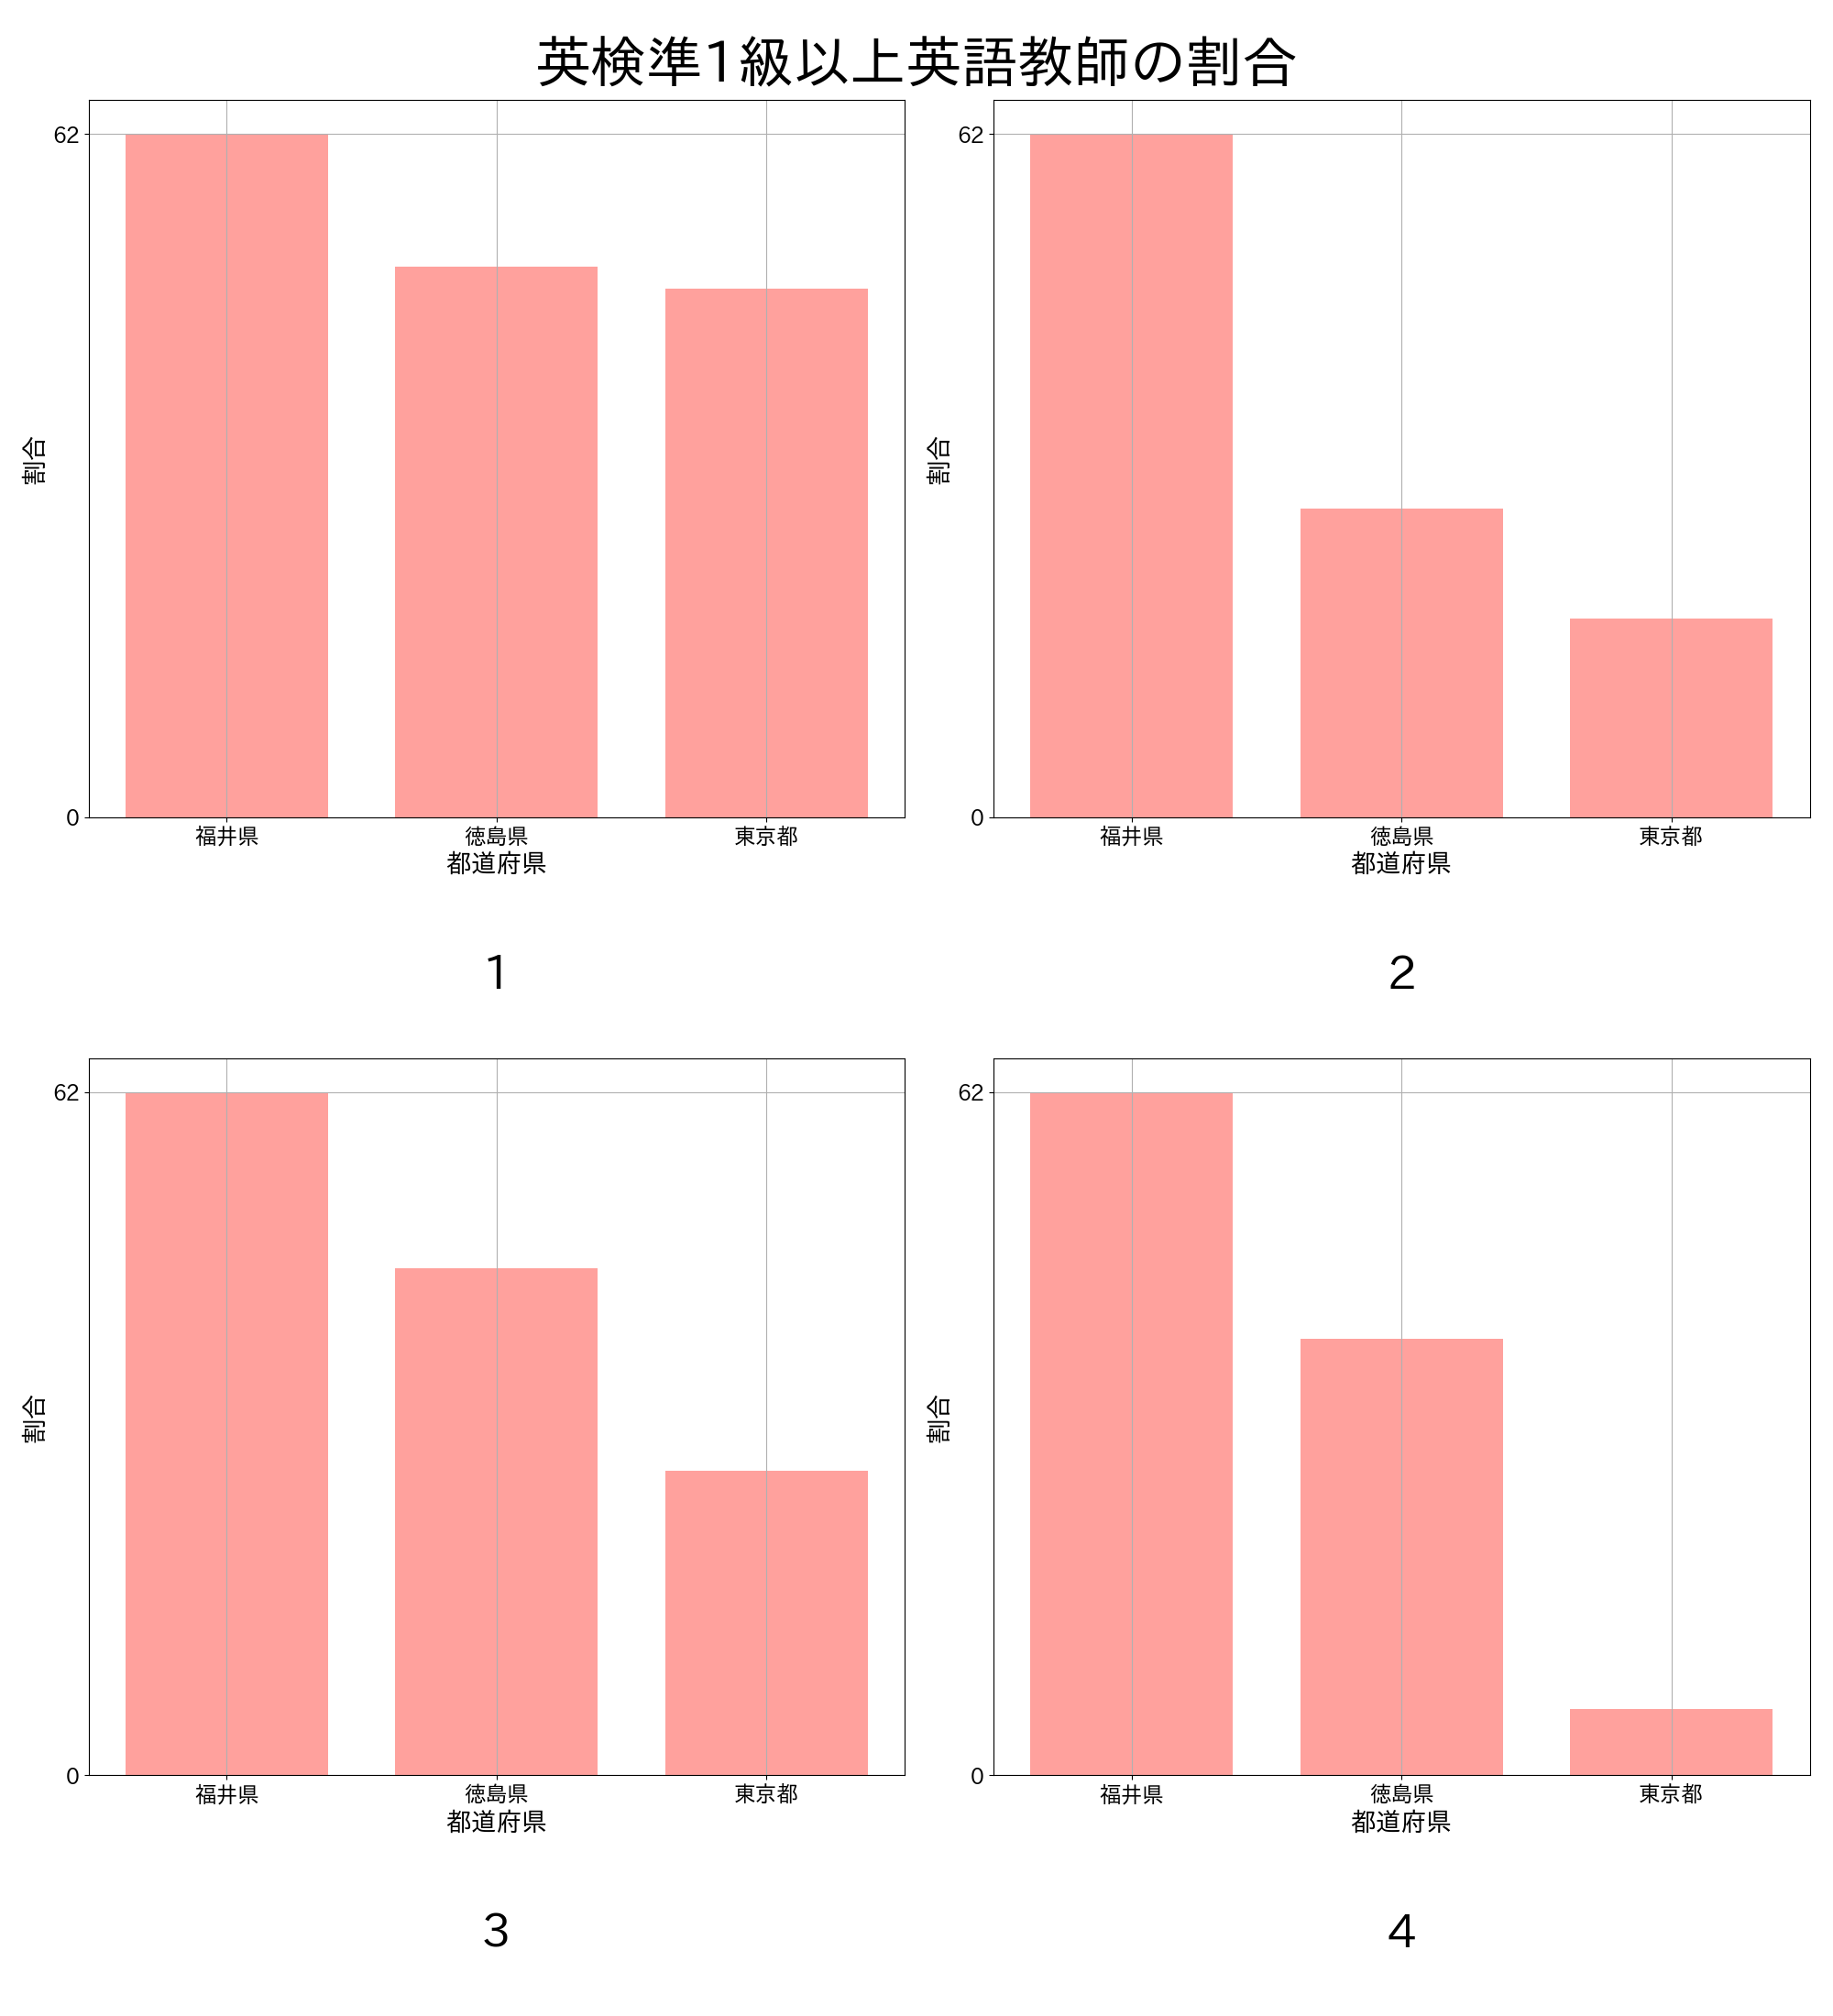 英検準1級以上英語教師の割合
62
0
割合
福井県 徳島県 東京都
都道府県
1
62
0
割合
福井県 徳島県 東京都
都道府県
2
62
0
割合
福井県 徳島県 東京都
都道府県
3
62
0
割合
福井県 徳島県 東京都
都道府県
4